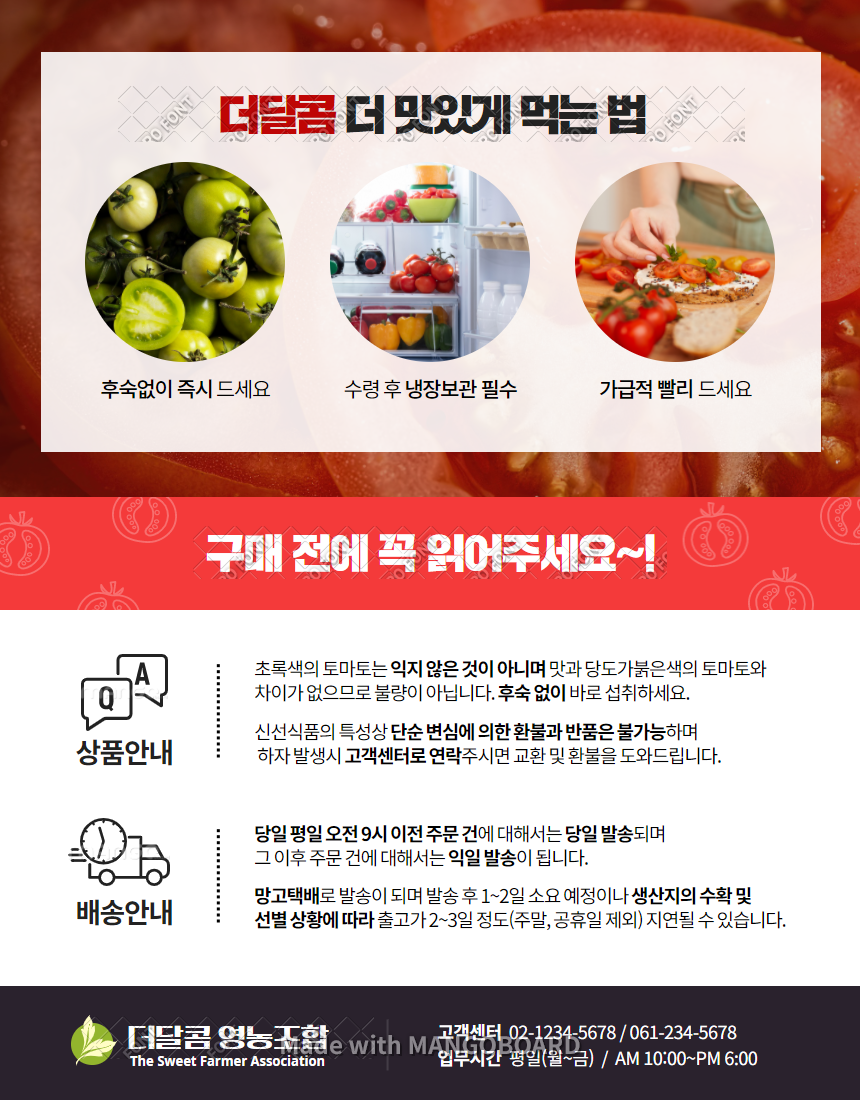 더달콤 더 맛있게 먹는 법
후숙없이 즉시 드세요
수령 후 냉장보관 필수
가급적 빨리 드세요
구매 전에 꼭 읽어주세요~!
Q A
상품안내
초록색의 토마토는 익지 않은 것이 아니며 맛과 당도가붉은색의 토마토와
차이가 없으므로 불량이 아닙니다. 후숙 없이 바로 섭취하세요.
신선식품의 특성상 단순 변심에 의한 환불과 반품은 불가능하며
하자 발생시 고객센터로 연락주시면 교환 및 환불을 도와드립니다.
배송안내
당일 평일 오전 9시 이전 주문 건에 대해서는 당일 발송되며
그 이후 주문 건에 대해서는 익일 발송이 됩니다.
망고택배로 발송이 되며 발송 후 1~2일 소요 예정이나 생산지의 수확 및
선별 상황에 따라 출고가 2~3일 정도(주말, 공휴일 제외) 지연될 수 있습니다.
더달콤 영농조합
The Sweet Farmer Association
고객센터 02-1234-5678 / 061-234-5678
업무시간 평일(월~금) / AM 10:00~PM 6:00
Made with MANGOBOARD